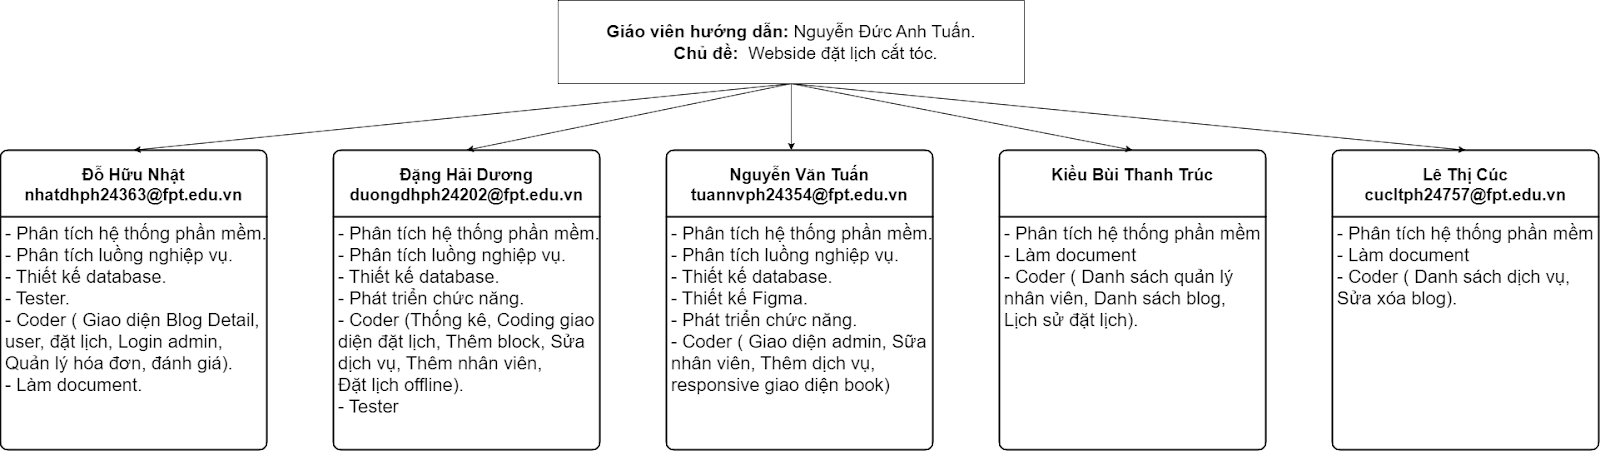 Giáo viên hướng dẫn: Nguyễn Đức Anh Tuấn.
Chủ đề: Webside đặt lịch cắt tóc.
Đỗ Hữu Nhật
nhatdhph24363@fpt.edu.vn
- Phân tích hệ thống phần mềm.
- Phân tích luồng nghiệp vụ.
- Thiết kế database.
- Tester.
- Coder ( Giao diện Blog Detail,
user, đặt lịch, Login admin,
Quản lý hóa đơn, đánh giá).
- Làm document.
Đặng Hải Dương
duongdhph24202@fpt.edu.vn
- Phân tích hệ thống phần mềm.
- Phân tích luồng nghiệp vụ.
- Thiết kế database.
- Phát triển chức năng.
- Coder (Thống kê, Coding giao
diện đặt lịch, Thêm block, Sửa
dịch vụ, Thêm nhân viên,
Đặt lịch offline).
- Tester
Nguyễn Văn Tuấn
tuannvph24354@fpt.edu.vn
- Phân tích hệ thống phần mềm.
- Phân tích luồng nghiệp vụ.
- Thiết kế database.
- Thiết kế Figma.
- Phát triển chức năng.
- Coder ( Giao diện admin, Sữa
nhân viên, Thêm dịch vụ,
responsive giao diện book)
Kiều Bùi Thanh Trúc
- Phân tích hệ thống phần mềm
- Làm document
- Coder ( Danh sách quản lý
nhân viên, Danh sách blog,
Lịch sử đặt lịch).
Lê Thị Cúc
cucltph24757@fpt.edu.vn
- Phân tích hệ thống phần mềm
- Làm document
- Coder ( Danh sách dịch vụ,
Sửa xóa blog).